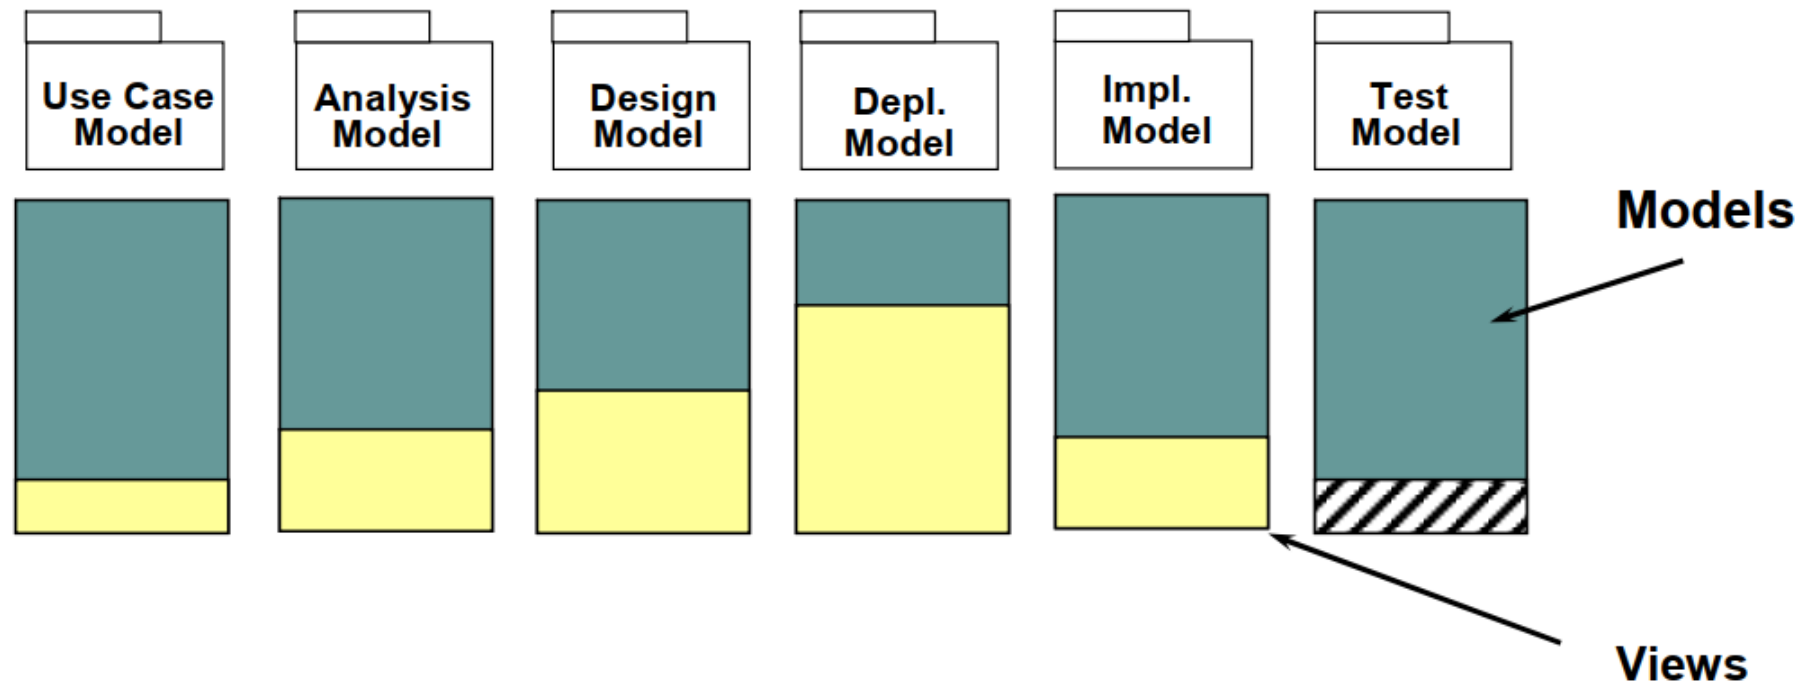 Use Case
Model
Analysis
Model
Design
Model
Depl.
Model
Impl.
Model
Test
Model
Models
Views